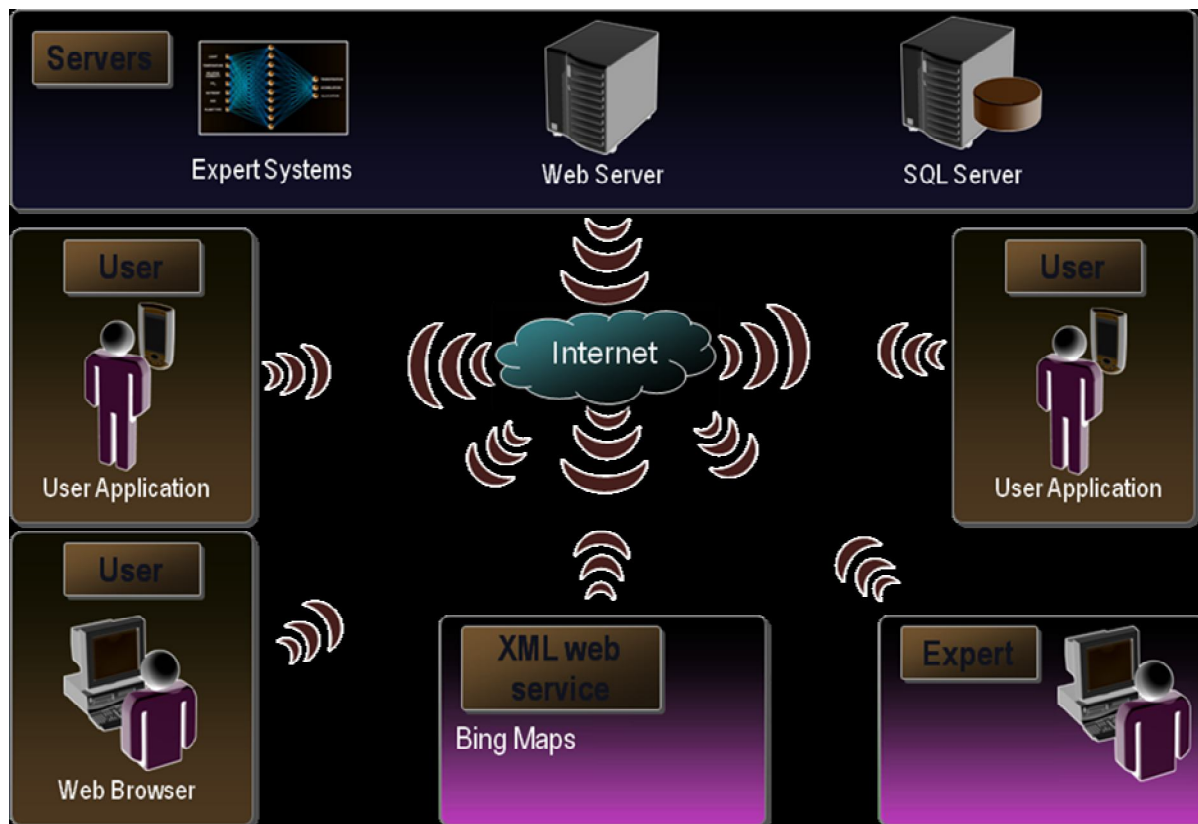 Servers
Expert Systems
Web Server
SQL Server
User
User
Internet
User Application
User Application
User
XML web
service
Expert
Bing Maps
Web Browser